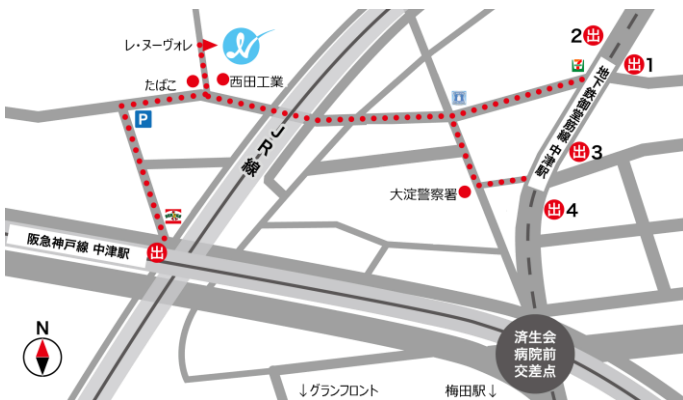 2 出
出 1
レ・ヌーヴォレ
N
たばこ
西田工業
P
7
地下鉄御堂筋線 中津駅
JR線
出 3
大淀警察署
出 4
阪急神戸線 中津駅
出
N
済生会
病院前
交差点
↓グランフロント
梅田駅↓